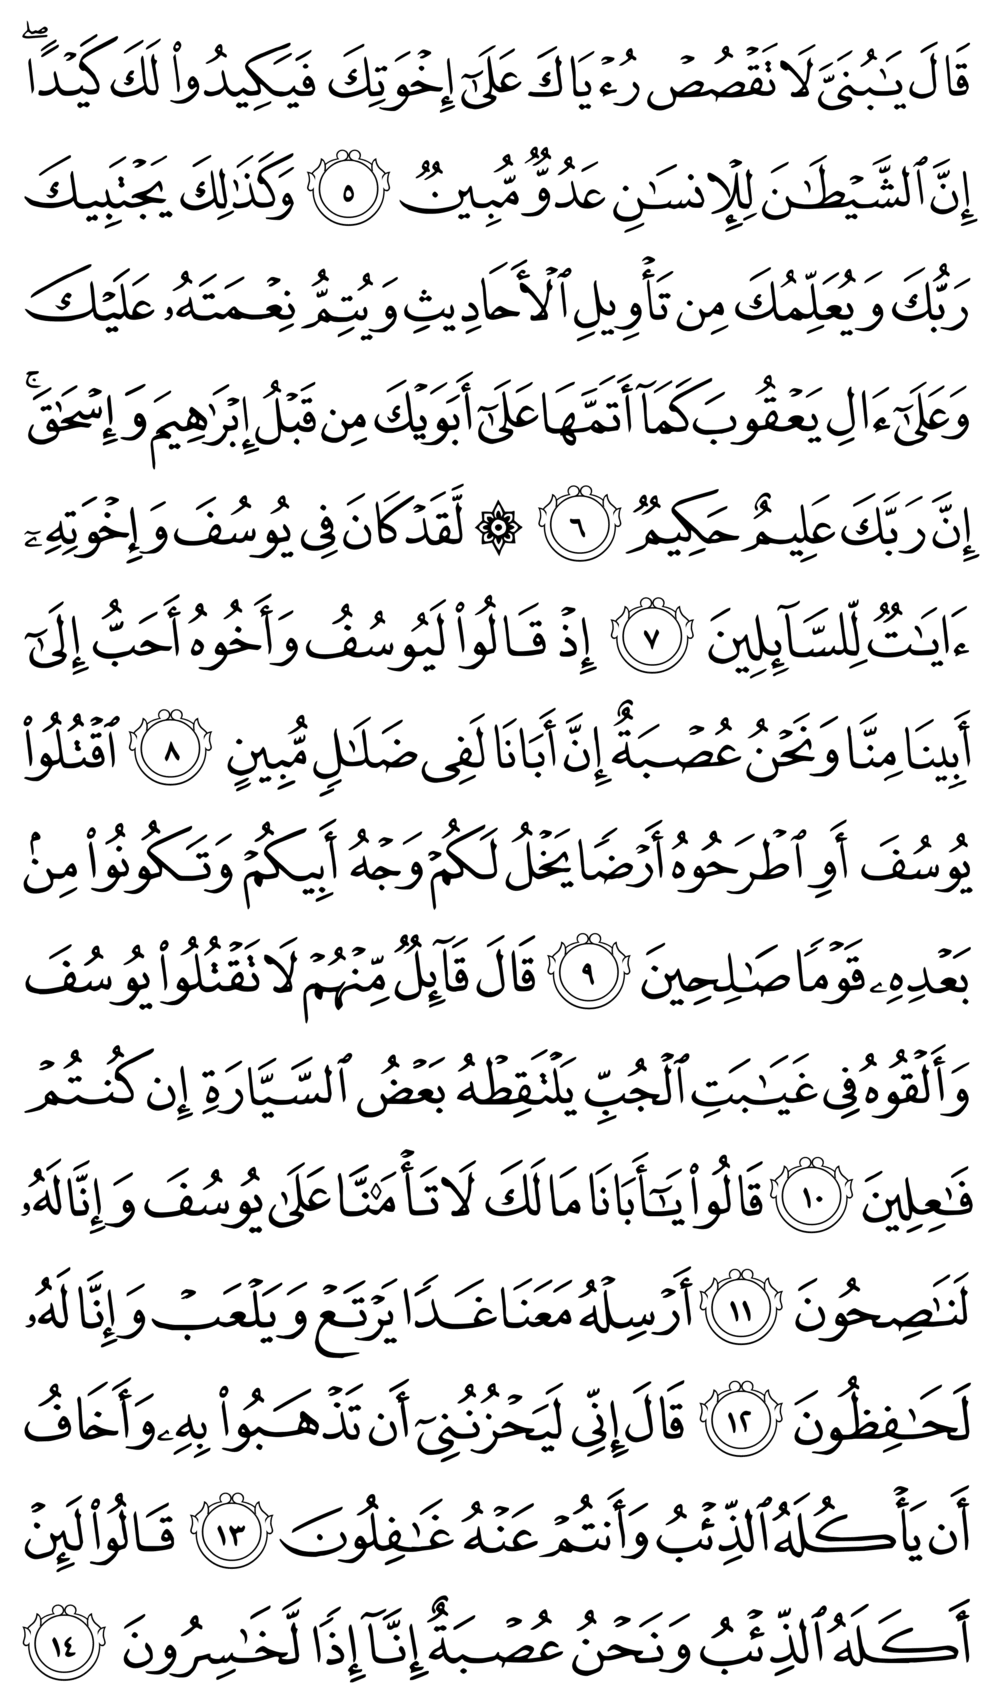 قَالَ يَٰبُنَيَّ لَا تَقۡصُصۡ رُءۡيَاكَ عَلَىٰٓ إِخۡوَتِكَ فَيَكِيدُواْ لَكَ كَيۡدًاۖ
إِنَّ ٱلشَّيۡطَٰنَ لِلۡإِنسَٰنِ عَدُوّٞ مُّبِينٞ ٥ وَكَذَٰلِكَ يَجۡتَبِيكَ
رَبُّكَ وَيُعَلِّمُكَ مِن تَأۡوِيلِ ٱلۡأَحَادِيثِ وَيُتِمُّ نِعۡمَتَهُۥ عَلَيۡكَ
وَعَلَىٰٓ ءَالِ يَعۡقُوبَ كَمَآ أَتَمَّهَا عَلَىٰٓ أَبَوَيۡكَ مِن قَبۡلُ إِبۡرَٰهِيمَ وَإِسۡحَٰقَۚ
إِنَّ رَبَّكَ عَلِيمٌ حَكِيمٞ ٦ ۞ لَّقَدۡ كَانَ فِي يُوسُفَ وَإِخۡوَتِهِۦٓ
ءَايَٰتٞ لِّلسَّآئِلِينَ ٧ إِذۡ قَالُواْ لَيُوسُفُ وَأَخُوهُ أَحَبُّ إِلَىٰٓ
أَبِينَا مِنَّا وَنَحۡنُ عُصۡبَةٌ إِنَّ أَبَانَا لَفِي ضَلَٰلٖ مُّبِينٍ ٨ ٱقۡتُلُواْ
يُوسُفَ أَوِ ٱطۡرَحُوهُ أَرۡضٗا يَخۡلُ لَكُمۡ وَجۡهُ أَبِيكُمۡ وَتَكُونُواْ مِنۢ
بَعۡدِهِۦ قَوۡمٗا صَٰلِحِينَ ٩ قَالَ قَآئِلٞ مِّنۡهُمۡ لَا تَقۡتُلُواْ يُوسُفَ
وَأَلۡقُوهُ فِي غَيَٰبَتِ ٱلۡجُبِّ يَلۡتَقِطۡهُ بَعۡضُ ٱلسَّيَّارَةِ إِن كُنتُمۡ
فَٰعِلِينَ ١٠ قَالُواْ يَٰٓأَبَانَا مَا لَكَ لَا تَأۡمَ۬نَّا عَلَىٰ يُوسُفَ وَإِنَّا لَهُۥ
لَنَٰصِحُونَ ١١ أَرۡسِلۡهُ مَعَنَا غَدٗا يَرۡتَعۡ وَيَلۡعَبۡ وَإِنَّا لَهُۥ
لَحَٰفِظُونَ ١٢ قَالَ إِنِّي لَيَحۡزُنُنِيٓ أَن تَذۡهَبُواْ بِهِۦ وَأَخَافُ
أَن يَأۡكُلَهُ ٱلذِّئۡبُ وَأَنتُمۡ عَنۡهُ غَٰفِلُونَ ١٣ قَالُواْ لَئِنۡ
أَكَلَهُ ٱلذِّئۡبُ وَنَحۡنُ عُصۡبَةٌ إِنَّآ إِذٗا لَّخَٰسِرُونَ ١٤